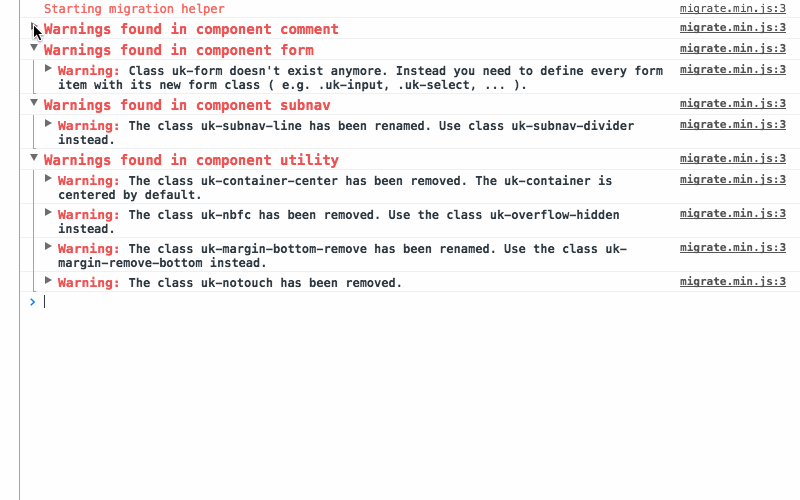 Starting migration helper migrate.min.js:3
Warnings found in component comment migrate.min.js:3
Warnings found in component form migrate.min.js:3
Warning: Class uk-form doesn't exist anymore. Instead you need to define every form migrate.min.js:3
item with its new form class ( e.g. .uk-input, .uk-select, ... ).
Warnings found in component subnav migrate.min.js:3
Warning: The class uk-subnav-line has been renamed. Use class uk-subnav-divider migrate.min.js:3
instead.
Warnings found in component utility migrate.min.js:3
Warning: The class uk-container-center has been removed. The uk-container is migrate.min.js:3
centered by default.
Warning: The class uk-nbfc has been removed. Use the class uk-overflow-hidden migrate.min.js:3
instead.
Warning: The class uk-margin-bottom-remove has been renamed. Use the class uk- migrate.min.js:3
margin-remove-bottom instead.
Warning: The class uk-notouch has been removed. migrate.min.js:3